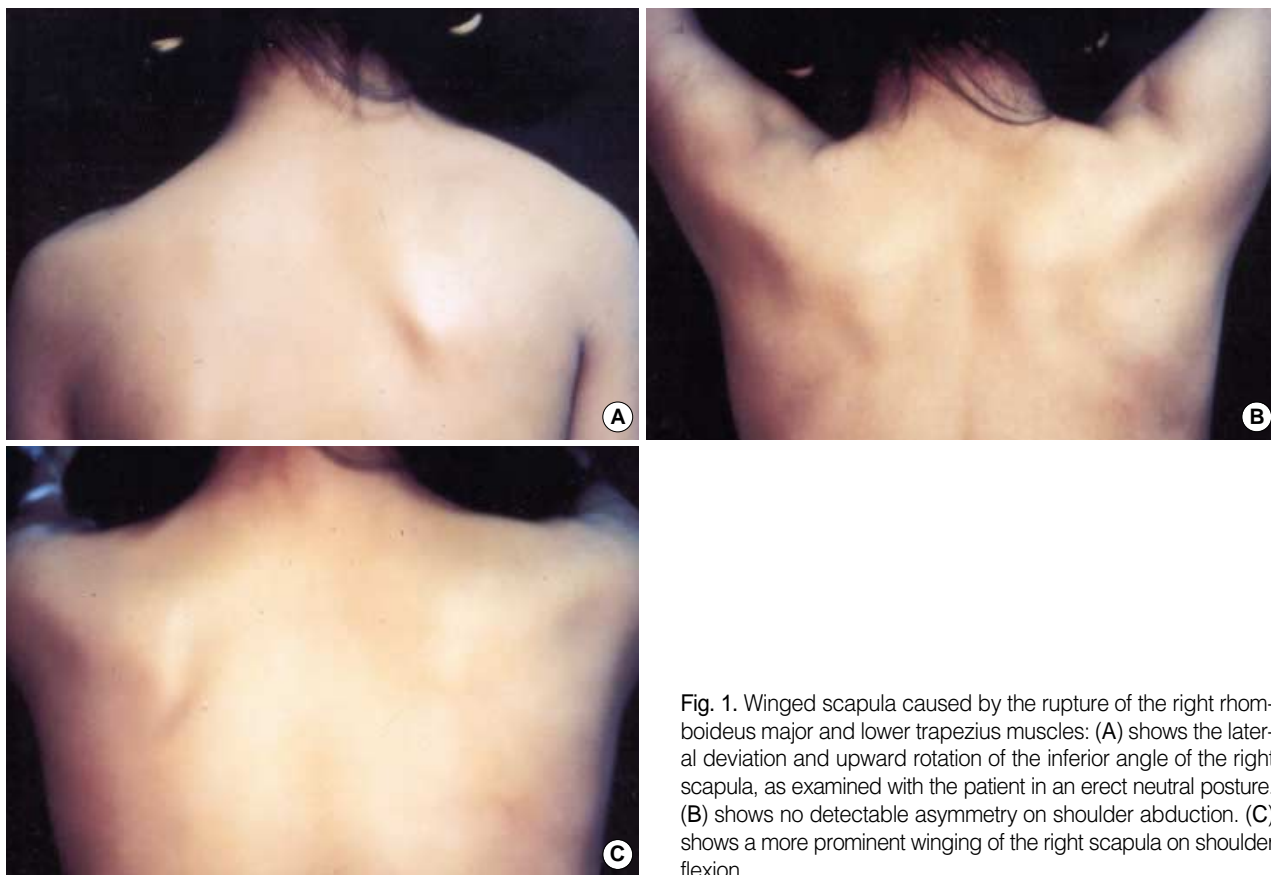 A
B
C
Fig. 1. Winged scapula caused by the rupture of the right rhom-
boideus major and lower trapezius muscles: (A) shows the later-
al deviation and upward rotation of the inferior angle of the right
scapula, as examined with the patient in an erect neutral posture.
(B) shows no detectable asymmetry on shoulder abduction. (C)
shows a more prominent winging of the right scapula on shoulder
flexion.